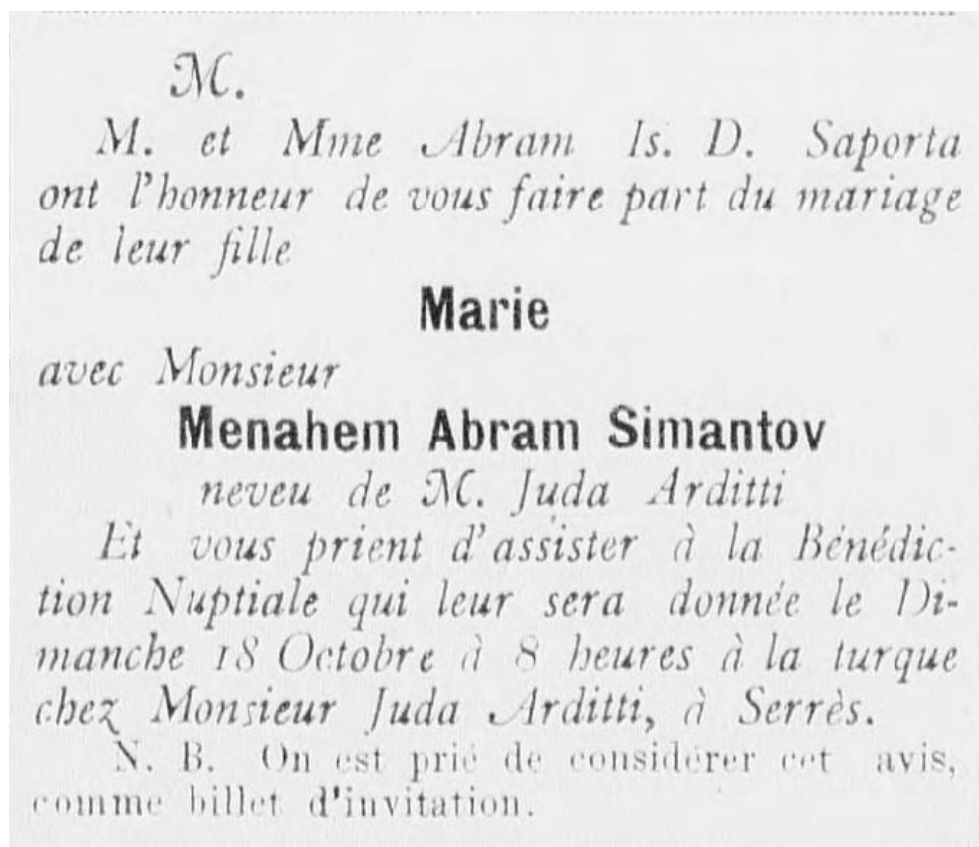 M.
M. et Mme Abram Is. D. Saporta
ont l'honneur de vous faire part du mariage
de leur fille
Marie
avec Monsieur
Menahem Abram Simantov
neveu de M. Juda Arditti
Et vous prient d'assister à la Bénédic-
tion Nuptiale qui leur sera donnée le Di-
manche 18 Octobre à 8 heures à la turque
chez Monsieur Juda Arditti, à Serrès.
N. B. On est prié de considérer cet avis,
comme billet d'invitation.